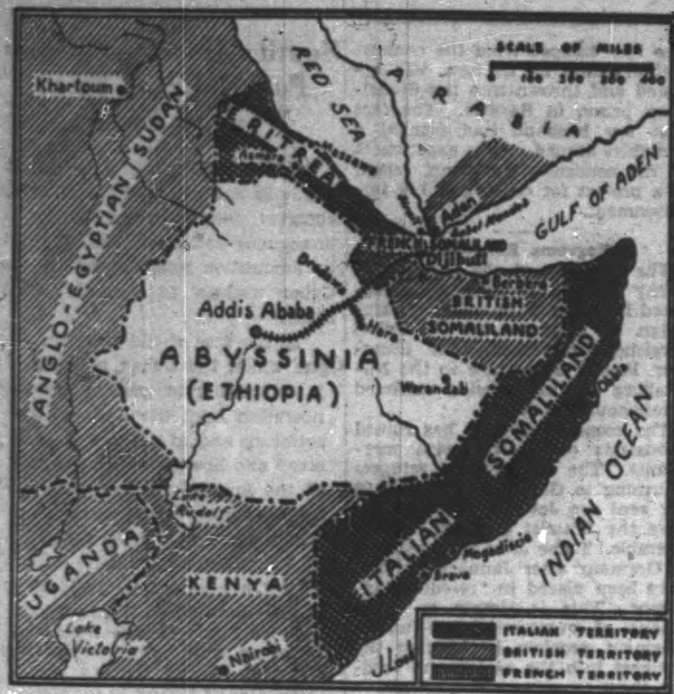 SCALE OF MILES
0 100 200 300 400
RED SEA
ARABIA
Khartoum
ANGLO-EGYPTIAN SUDAN
ERITREA
Massawa
Asmara
Aden
GULF OF ADEN
FRENCH SOMALILAND
Djibuti
Berbera
BRITISH
SOMALILAND
Addis Ababa
Harar
ABYSSINIA
(ETHIOPIA)
Warandab
Obbia
ITALIAN SOMALILAND
INDIAN OCEAN
Lake
Rudolf
UGANDA
KENYA
Mogadiscio
Brava
Lake
Victoria
Nairobi
ITALIAN TERRITORY
BRITISH TERRITORY
FRENCH TERRITORY